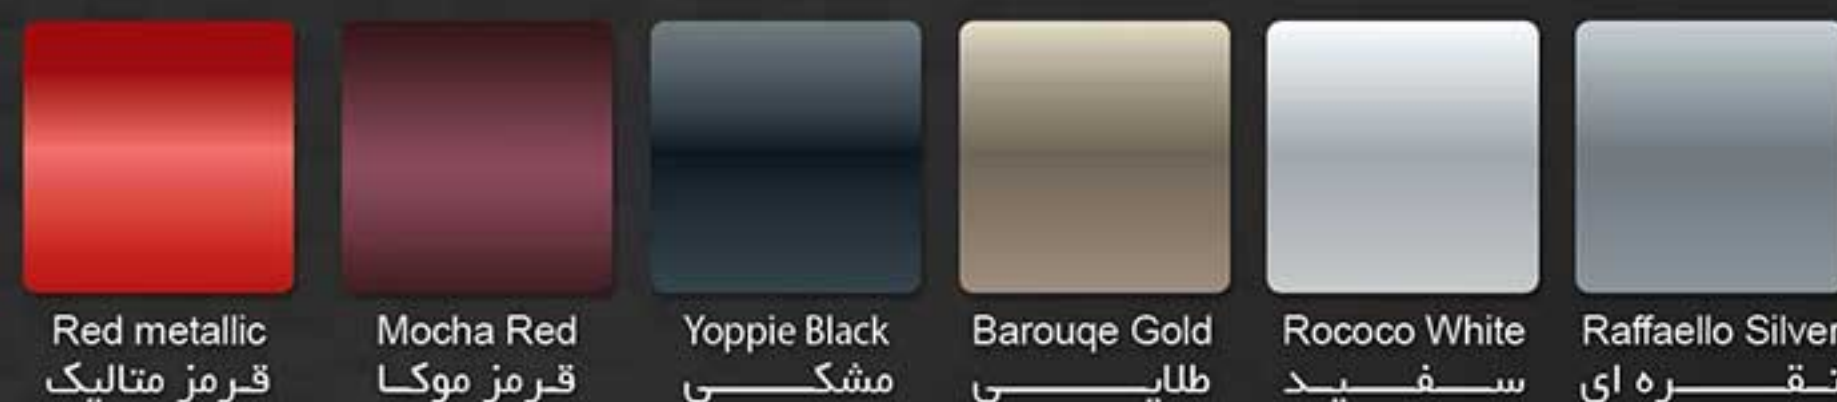 Red metallic
قرمز متالیک
Mocha Red
قرمز موکا
Yoppie Black
مشکی
Barouqe Gold
طلایی
Rococo White
سفید
Raffaello Silver
نقره ای